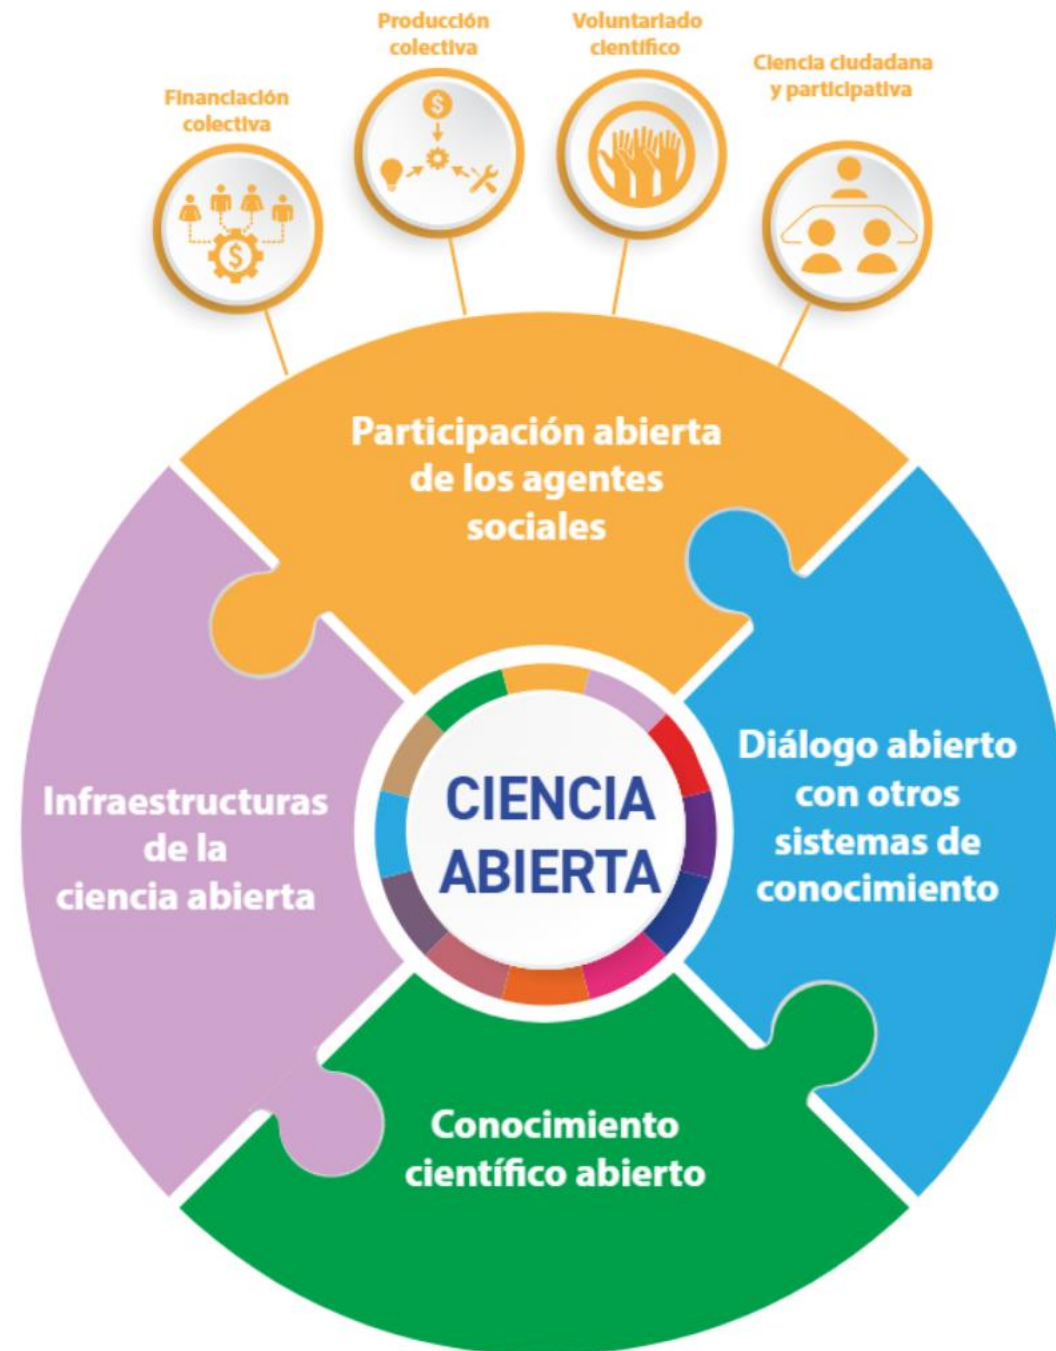 Producción
colectiva
Voluntariado
científico
Ciencia ciudadana
y participativa
Financiación
colectiva
$
$
Participación abierta
de los agentes
sociales
Diálogo abierto
con otros
sistemas de
conocimiento
Infraestructuras
de la
ciencia abierta
CIENCIA
ABIERTA
Conocimiento
científico abierto